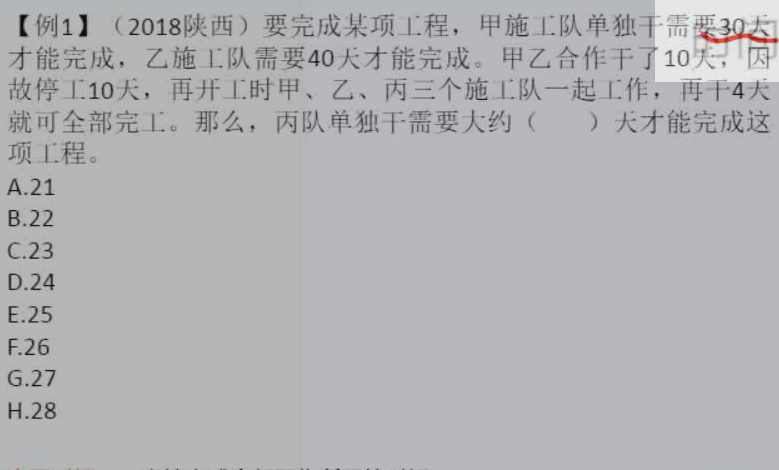 【例1】（2018陕西）要完成某项工程，甲施工队单独干需要30天
才能完成，乙施工队需要40天才能完成。甲乙合作干了10天，因
故停工10天，再开工时甲、乙、丙三个施工队一起工作，再干4天
就可全部完工。那么，丙队单独干需要大约（ ）天才能完成这
项工程。
A.21
B.22
C.23
D.24
E.25
F.26
G.27
H.28